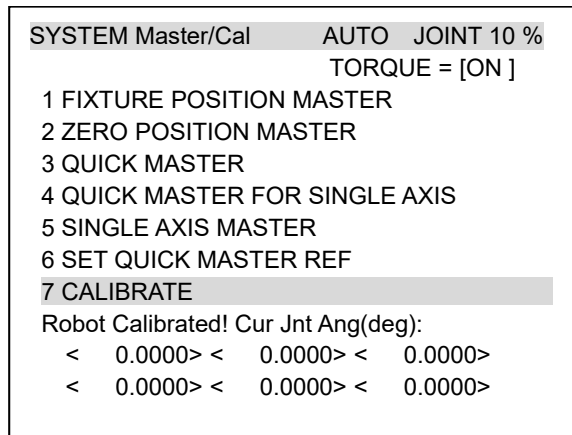 SYSTEM Master/Cal AUTO JOINT 10 %
TORQUE = [ON ]
1 FIXTURE POSITION MASTER
2 ZERO POSITION MASTER
3 QUICK MASTER
4 QUICK MASTER FOR SINGLE AXIS
5 SINGLE AXIS MASTER
6 SET QUICK MASTER REF
7 CALIBRATE
Robot Calibrated! Cur Jnt Ang(deg):
< 0.0000> < 0.0000> < 0.0000>
< 0.0000> < 0.0000> < 0.0000>